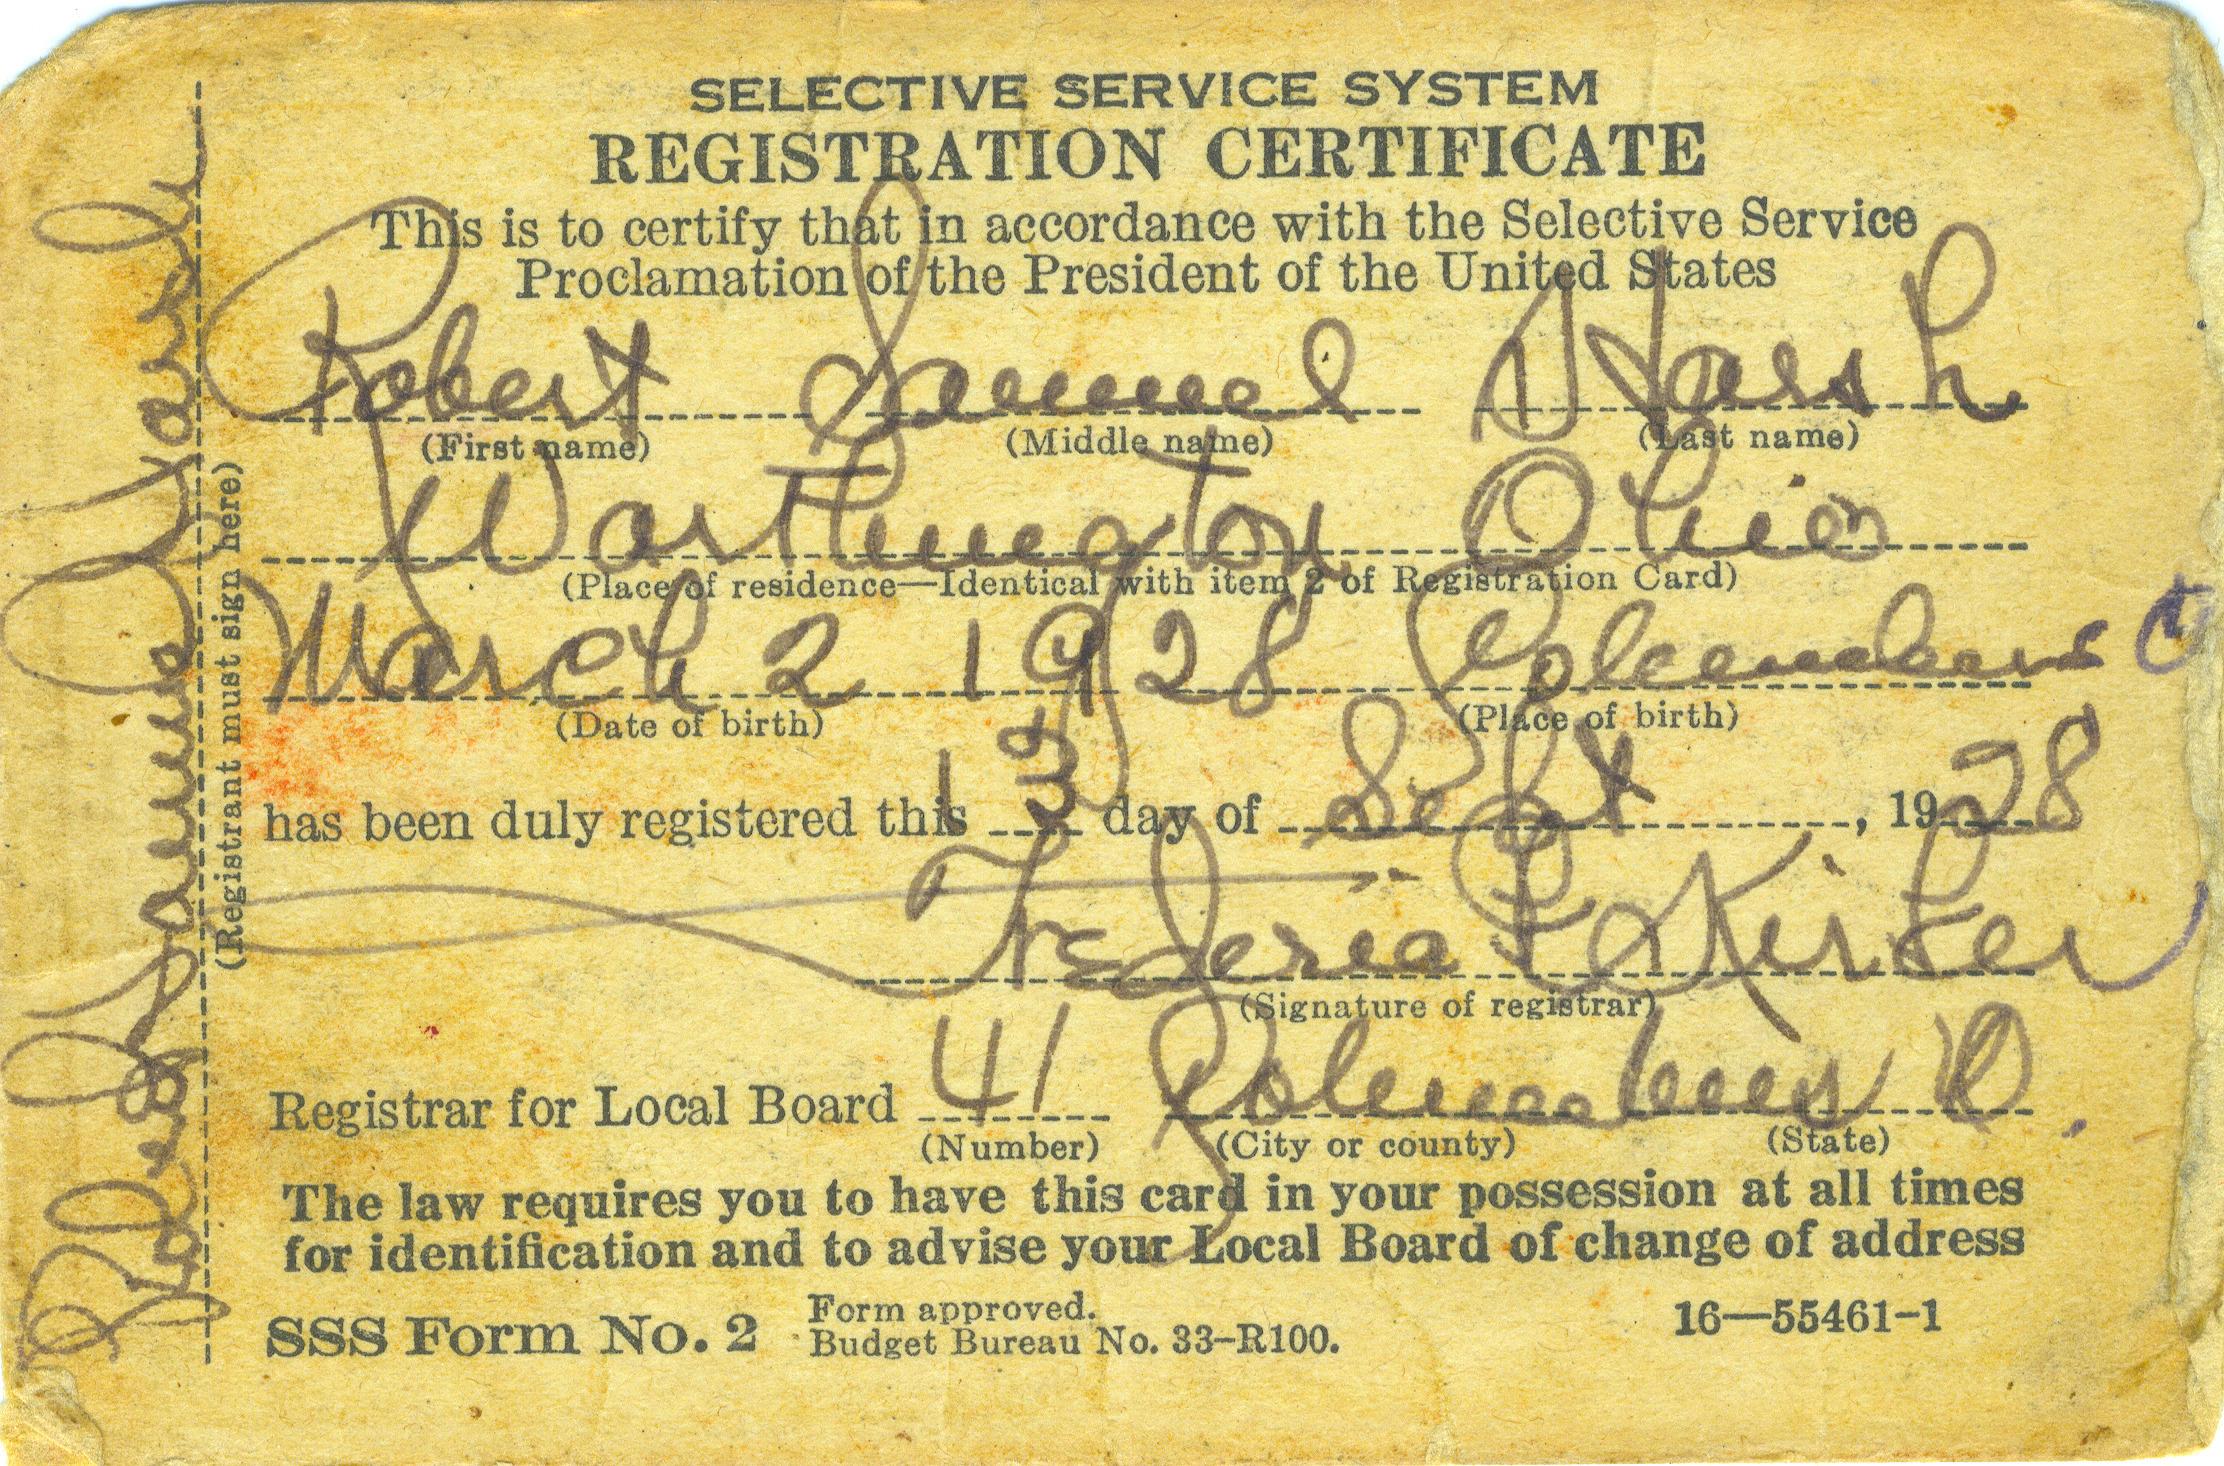 SELECTIVE SERVICE SYSTEM
REGISTRATION CERTIFICATE
This is to certify that in accordance with the Selective Service
Proclamation of the President of the United States
Robert Samuel Harsh
(First name) (Middle name) (Last name)
Worthington Ohio
(Place of residence—Identical with item 2 of Registration Card)
March 2 1928 Columbus O
(Date of birth) (Place of birth)
has been duly registered this 13 day of Sept, 1928
Federia P Kirker
(Signature of registrar)
Registrar for Local Board 41 Columbus O.
(Number) (City or county) (State)
The law requires you to have this card in your possession at all times
for identification and to advise your Local Board of change of address
SSS Form No. 2 Form approved.
Budget Bureau No. 33–R100. 16—55461-1
Robert Samuel Harsh
(Registrant must sign here)